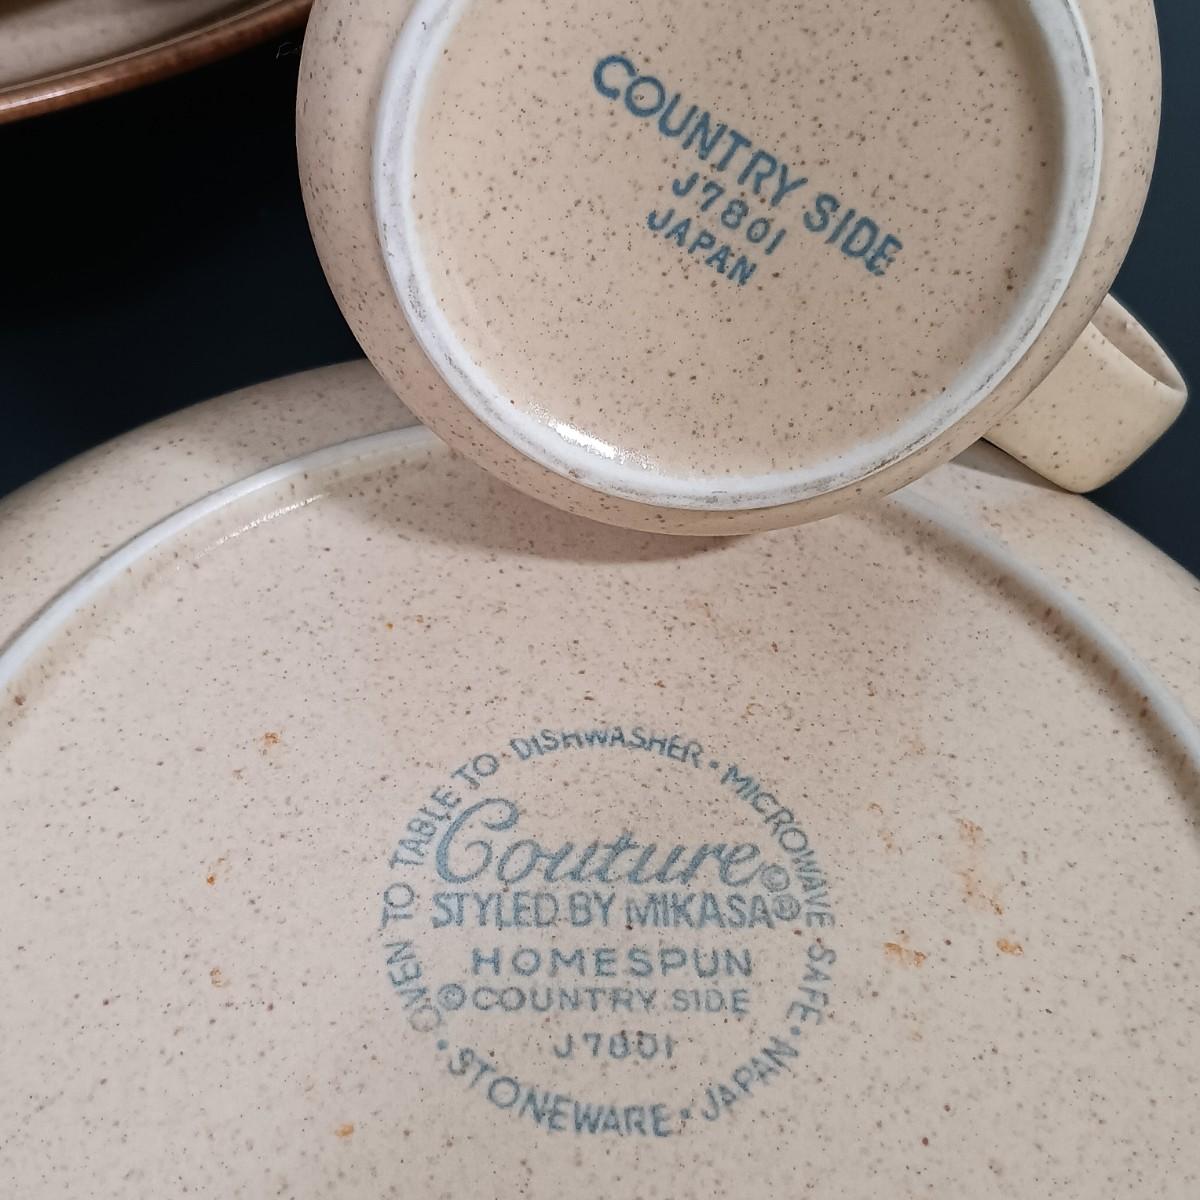 COUNTRY SIDE
J7801
JAPAN
OVEN TO TABLE TO · DISHWASHER · MICROWAVE SAFE ·
Couture ©
STYLED BY MIKASA ®
HOMESPUN
© COUNTRY SIDE
J7801
· STONEWARE · JAPAN